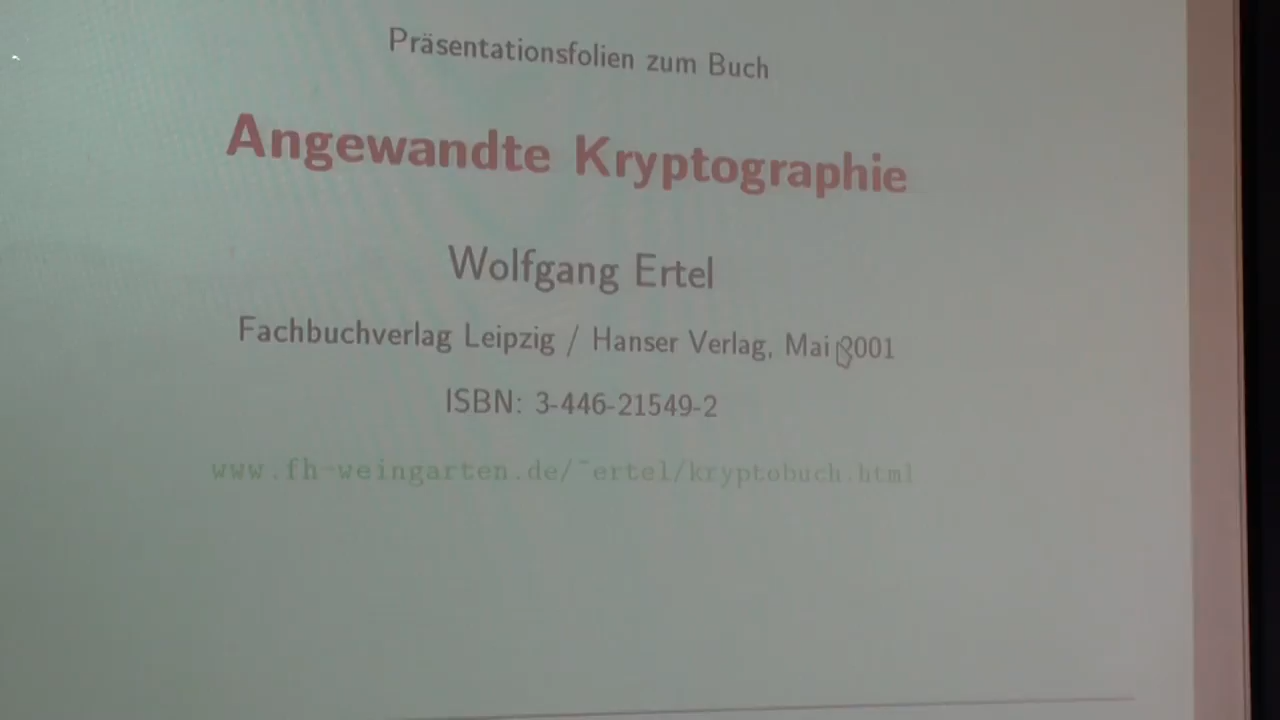 Präsentationsfolien zum Buch
Angewandte Kryptographie
Wolfgang Ertel
Fachbuchverlag Leipzig / Hanser Verlag, Mai 2001
ISBN: 3-446-21549-2
www.fh-weingarten.de/~ertel/kryptobuch.html